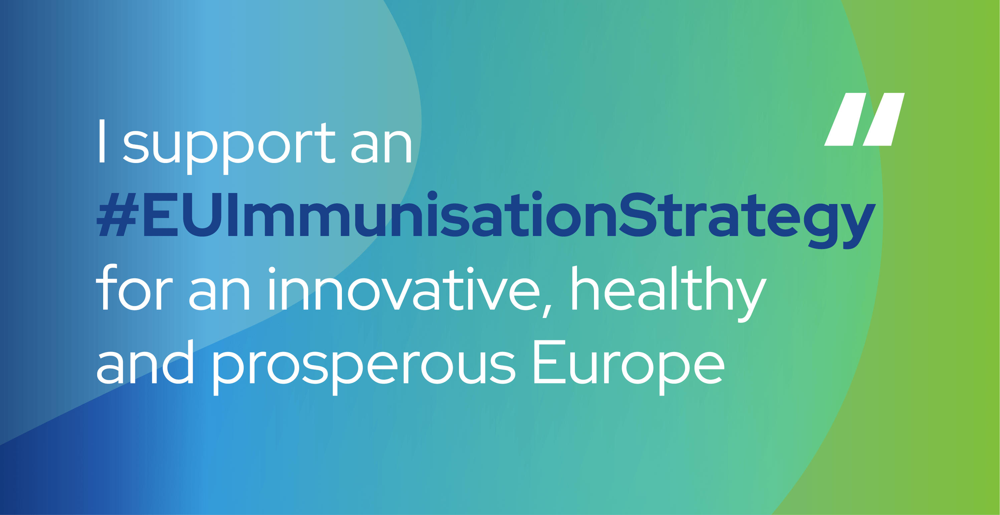 “
I support an
#EUImmunisationStrategy
for an innovative, healthy
and prosperous Europe